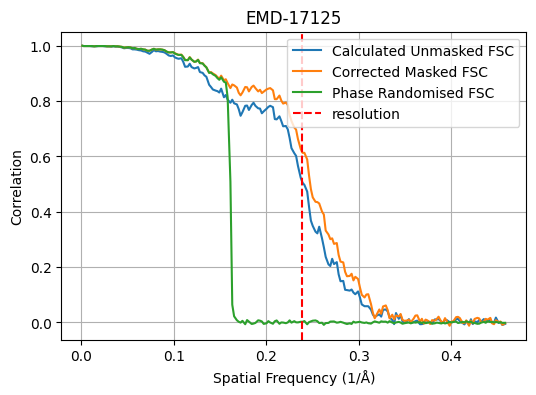 EMD-17125
Calculated Unmasked FSC
Corrected Masked FSC
Phase Randomised FSC
resolution
Correlation
1.0
0.8
0.6
0.4
0.2
0.0
0.0 0.1 0.2 0.3 0.4
Spatial Frequency (1/Å)